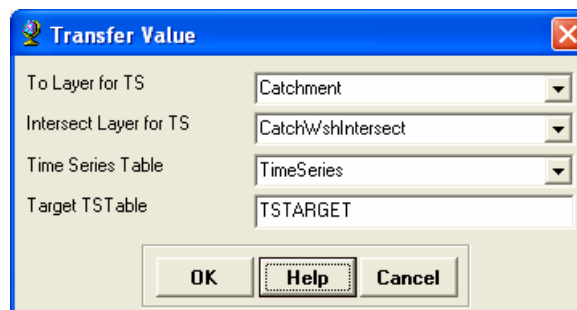 Transfer Value
To Layer for TS Catchment
Intersect Layer for TS CatchWshIntersect
Time Series Table TimeSeries
Target TSTable TSTARGET
OK Help Cancel